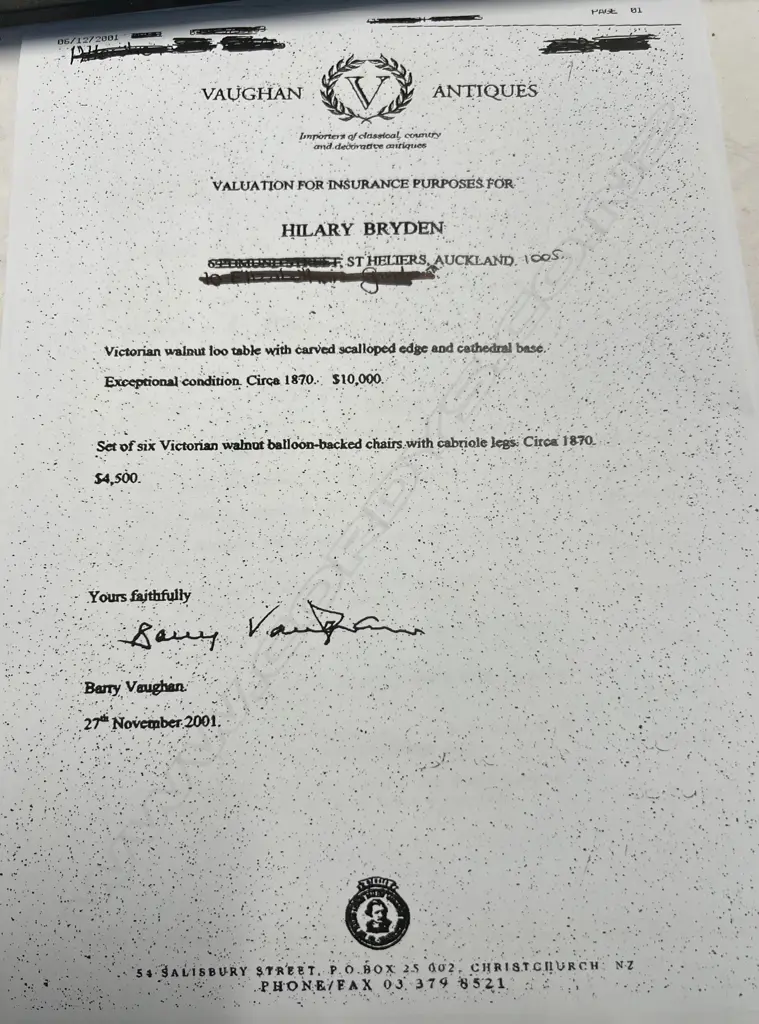 06/12/2001
PAGE 01
VAUGHAN V ANTIQUES
Importers of classical, country
and decorative antiques
VALUATION FOR INSURANCE PURPOSES FOR
HILARY BRYDEN
ST HELIERS, AUCKLAND. 1005.
Victorian walnut loo table with carved scalloped edge and cathedral base.
Exceptional condition. Circa 1870. $10,000.
Set of six Victorian walnut balloon-backed chairs with cabriole legs. Circa 1870.
$4,500.
Yours faithfully
Barry Vaughan
Barry Vaughan.
27th November 2001.
54 SALISBURY STREET, P.O.BOX 25 002, CHRISTCHURCH NZ
PHONE/FAX 03 379 8521